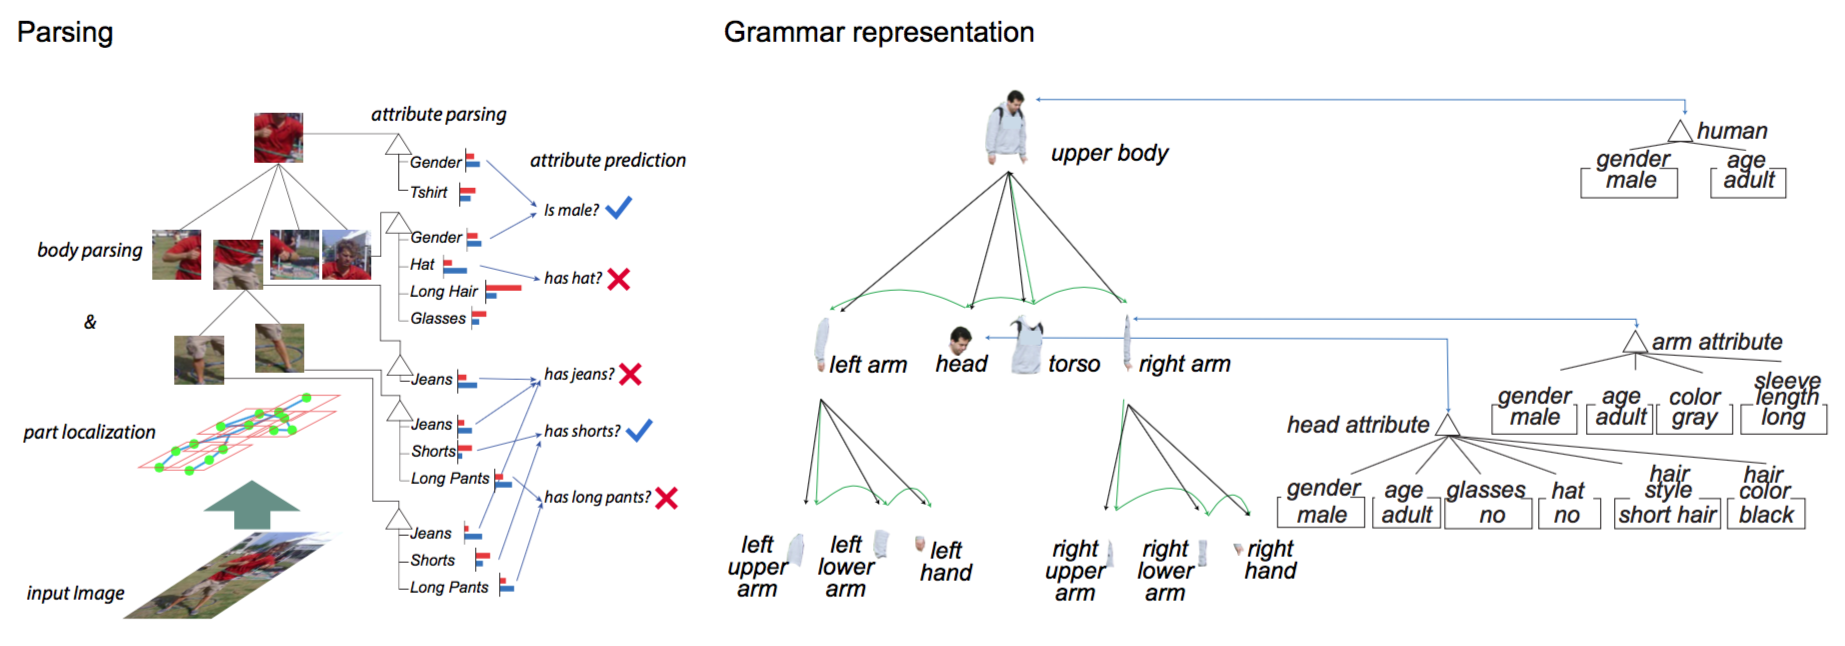 Parsing
Grammar representation
attribute parsing
Gender
Tshirt
attribute prediction
Is male?
body parsing
Gender
Hat
Long Hair
Glasses
has hat?
&
Jeans
has jeans?
part localization
Jeans
Shorts
Long Pants
has shorts?
has long pants?
Jeans
Shorts
Long Pants
input Image
upper body
human
gender
male
age
adult
left arm
head
torso
right arm
arm attribute
gender
male
age
adult
color
gray
sleeve
length
long
head attribute
gender
male
age
adult
glasses
no
hat
no
hair
style
short hair
hair
color
black
left
upper
arm
left
lower
arm
left
hand
right
upper
arm
right
lower
arm
right
hand